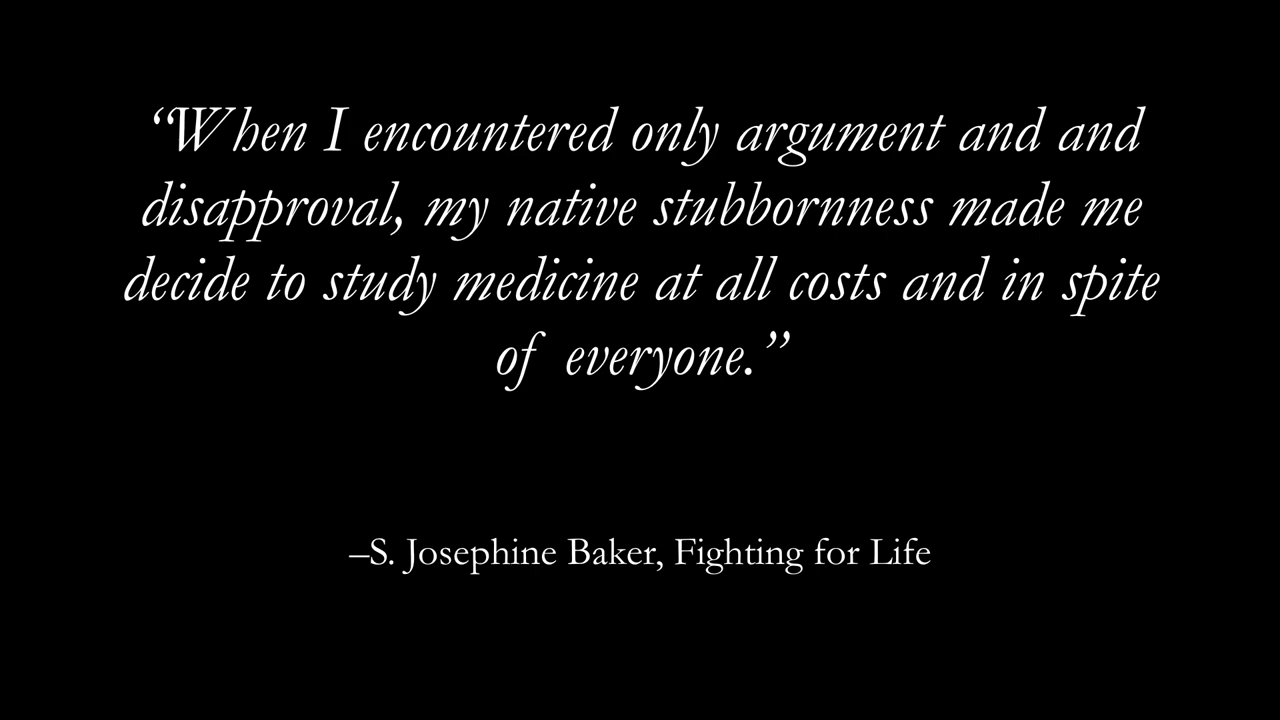 “When I encountered only argument and and
disapproval, my native stubbornness made me
decide to study medicine at all costs and in spite
of everyone.”
–S. Josephine Baker, Fighting for Life